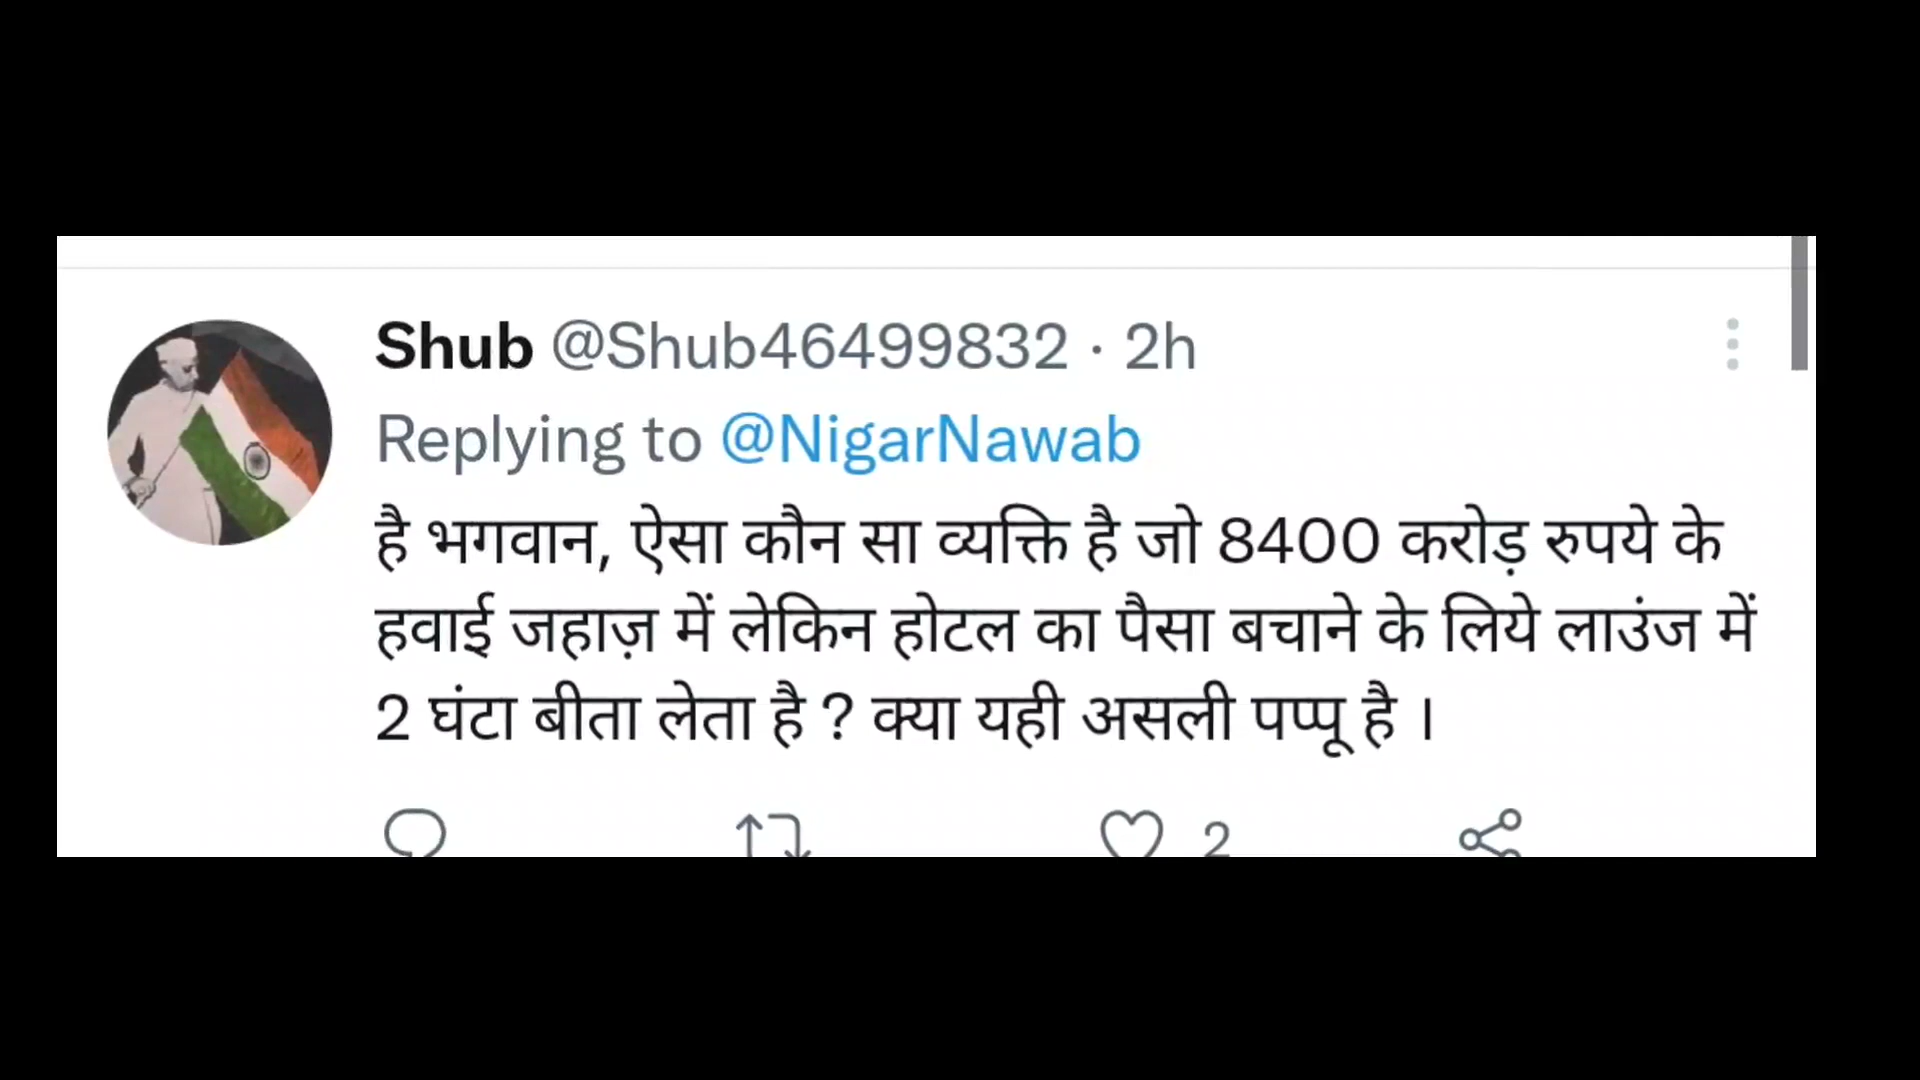 Shub @Shub46499832 · 2h
Replying to @NigarNawab
है भगवान, ऐसा कौन सा व्यक्ति है जो 8400 करोड़ रुपये के
हवाई जहाज़ में लेकिन होटल का पैसा बचाने के लिये लाउंज में
2 घंटा बीता लेता है ? क्या यही असली पप्पू है ।
2